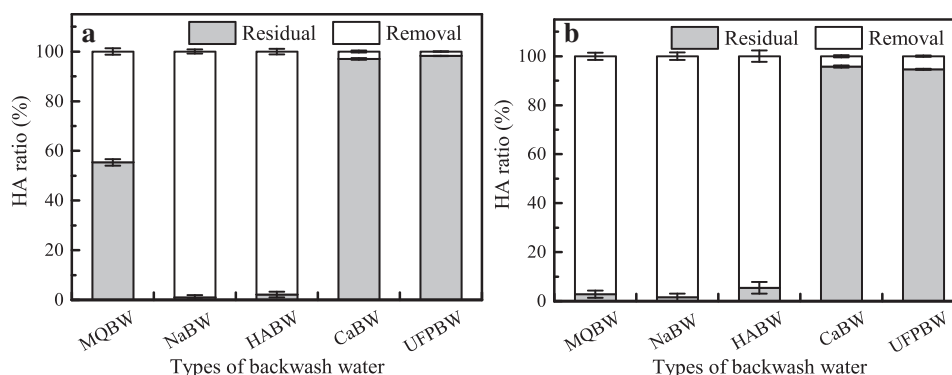 a
Residual
Removal
HA ratio (%)
100
80
60
40
20
0
MQBW
NaBW
HABW
CaBW
UFPBW
Types of backwash water
b
Residual
Removal
HA ratio (%)
100
80
60
40
20
0
MQBW
NaBW
HABW
CaBW
UFPBW
Types of backwash water